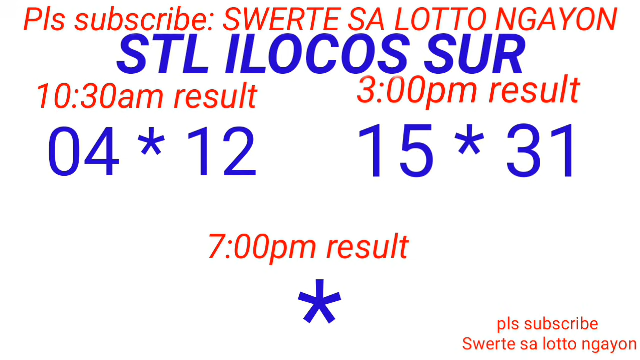 Pls subscribe: SWERTE SA LOTTO NGAYON
STL ILOCOS SUR
10:30am result
04 * 12
3:00pm result
15 * 31
7:00pm result
*
pls subscribe
Swerte sa lotto ngayon